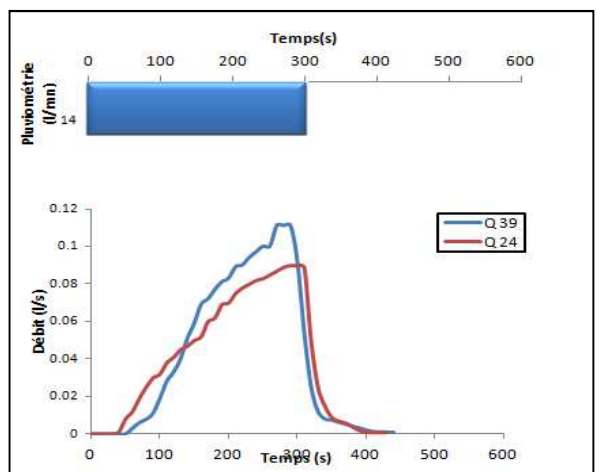 Temps(s)
0 100 200 300 400 500 600
Pluviométrie
(l/mn)
14
0.12
0.1
0.08
0.06
0.04
0.02
0
Débit (l/s)
Q 39
Q 24
0 100 200 300 400 500 600
Temps (s)